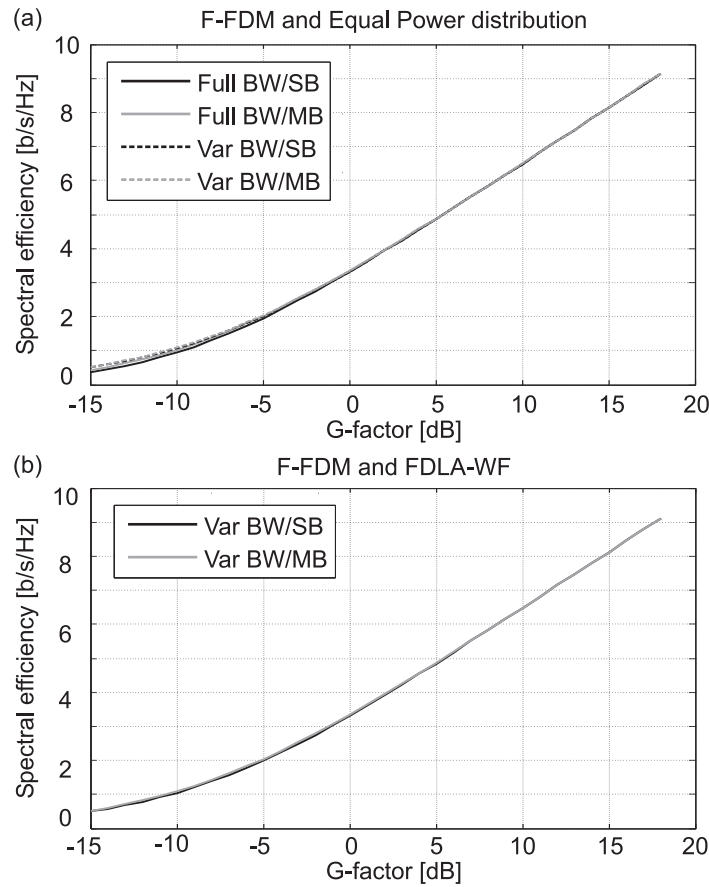 (a)
F-FDM and Equal Power distribution
Spectral efficiency [b/s/Hz]
10
8
6
4
2
0
Full BW/SB
Full BW/MB
Var BW/SB
Var BW/MB
-15 -10 -5 0 5 10 15 20
G-factor [dB]
(b)
F-FDM and FDLA-WF
Spectral efficiency [b/s/Hz]
10
8
6
4
2
0
Var BW/SB
Var BW/MB
-15 -10 -5 0 5 10 15 20
G-factor [dB]